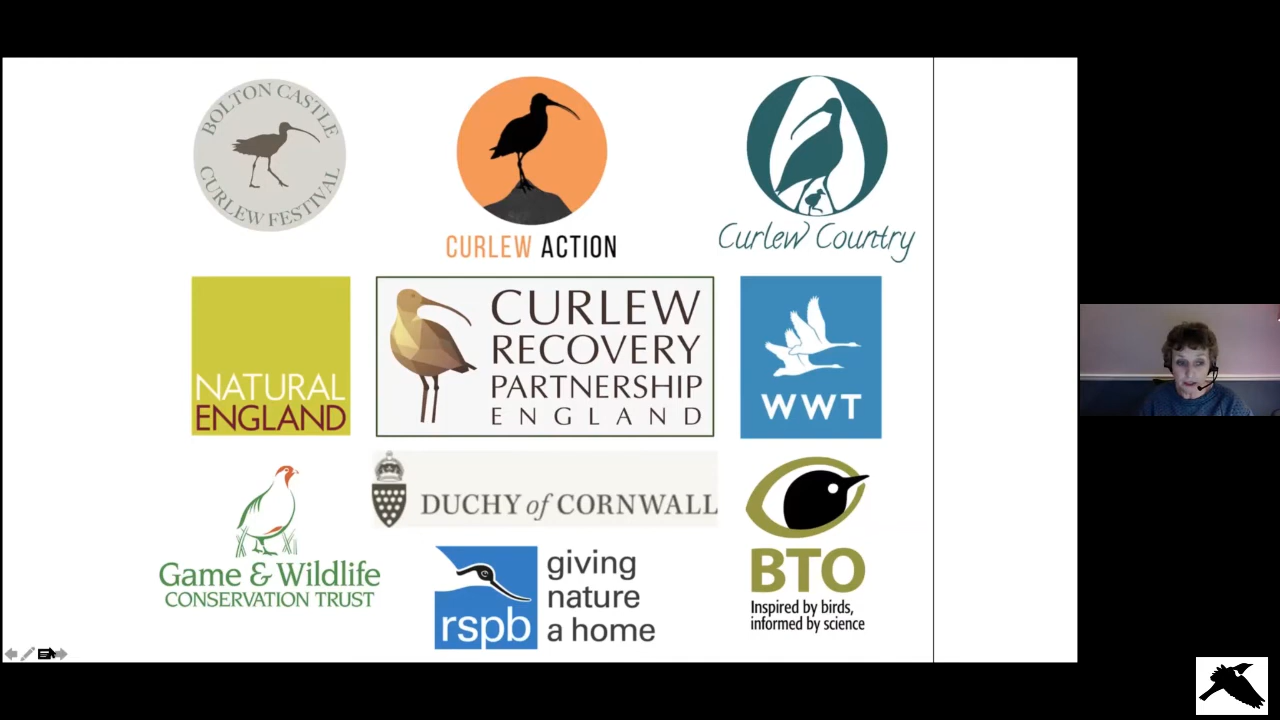 BOLTON CASTLE
CURLEW FESTIVAL
CURLEW ACTION
Curlew Country
NATURAL
ENGLAND
CURLEW
RECOVERY
PARTNERSHIP
ENGLAND
WWT
Game & Wildlife
CONSERVATION TRUST
DUCHY of CORNWALL
rspb
giving
nature
a home
BTO
Inspired by birds,
informed by science